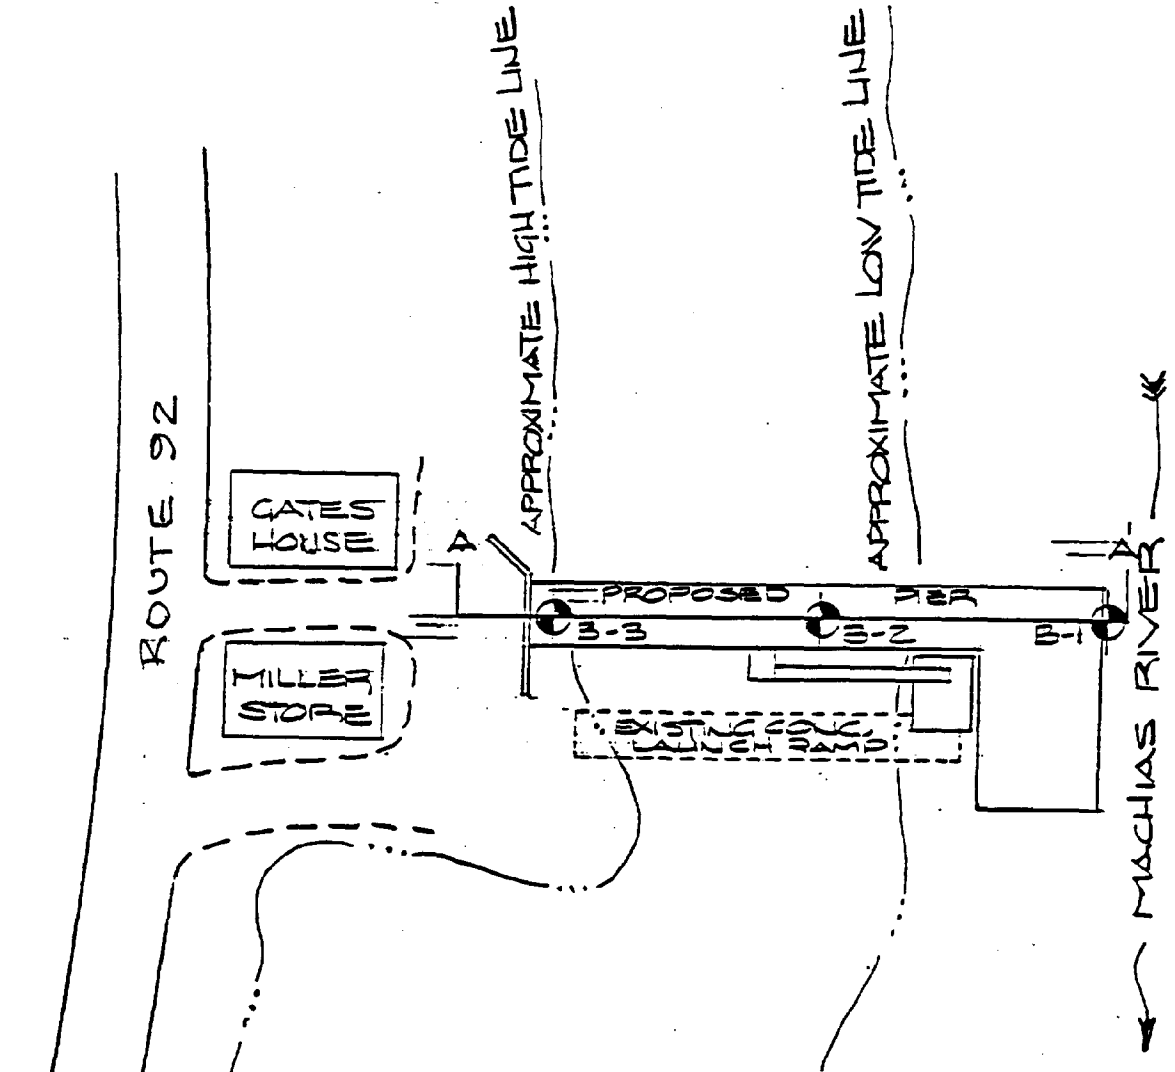 APPROXIMATE HIGH TIDE LINE
APPROXIMATE LOW TIDE LINE
ROUTE 92
GATES
HOUSE
A
A'
PROPOSED PIER
B-3
B-2
B-1
MILLER
STORE
EXISTING CONC.
LAUNCH RAMP
MACHIAS RIVER